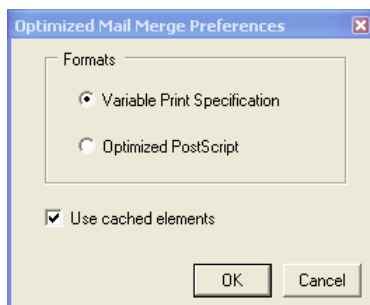 Optimized Mail Merge Preferences
Formats
Variable Print Specification
Optimized PostScript
Use cached elements
OK Cancel